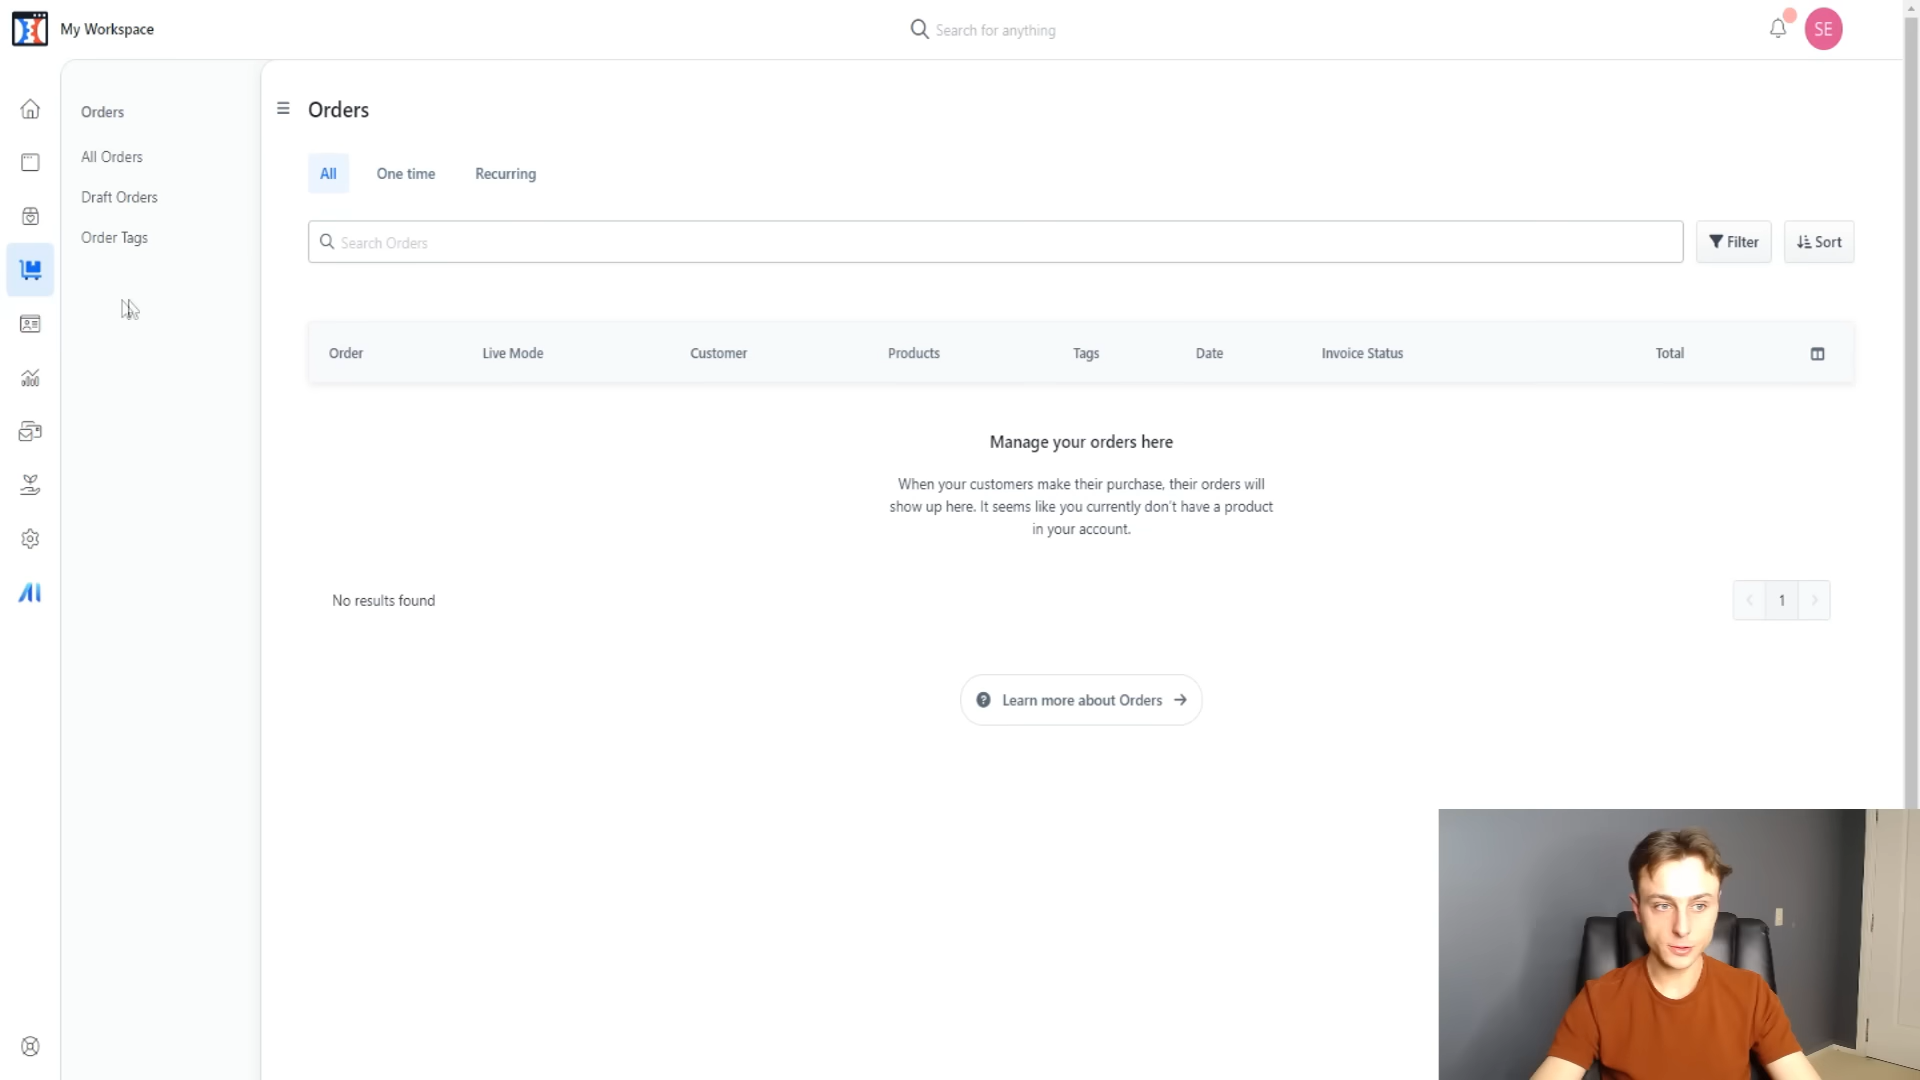 My Workspace
Search for anything
SE
Orders
All Orders
Draft Orders
Order Tags
Orders
All
One time
Recurring
Search Orders
Filter
Sort
Order
Live Mode
Customer
Products
Tags
Date
Invoice Status
Total
Manage your orders here
When your customers make their purchase, their orders will
show up here. It seems like you currently don't have a product
in your account.
No results found
1
Learn more about Orders
AI